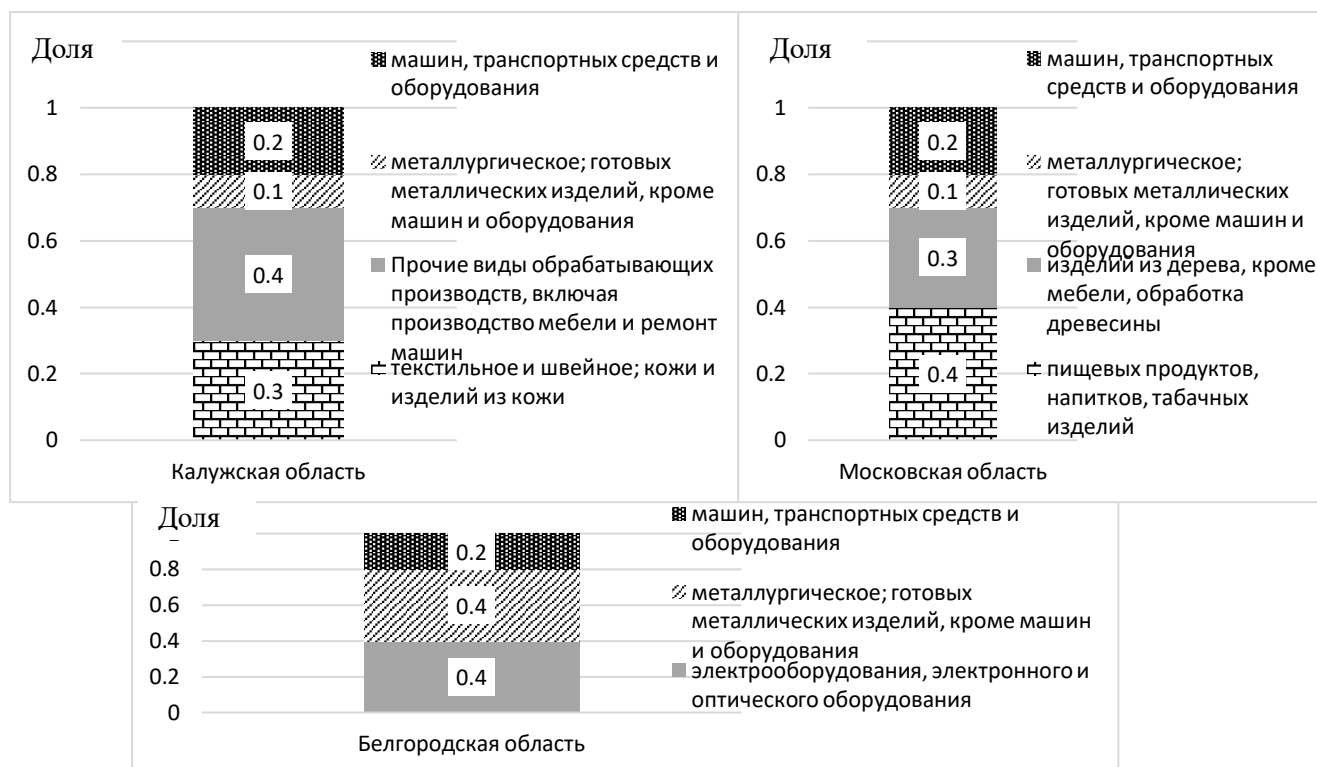 Доля
1
0.8
0.6
0.4
0.2
0
0.2
0.1
0.4
0.3
Калужская область
машин, транспортных средств и
оборудования
металлургическое; готовых
металлических изделий, кроме
машин и оборудования
Прочие виды обрабатывающих
производств, включая
производство мебели и ремонт
машин
текстильное и швейное; кожи и
изделий из кожи
Доля
1
0.8
0.6
0.4
0.2
0
0.2
0.1
0.3
0.4
Московская область
машин, транспортных
средств и оборудования
металлургическое;
готовых металлических
изделий, кроме машин и
оборудования
изделий из дерева, кроме
мебели, обработка
древесины
пищевых продуктов,
напитков, табачных
изделий
Доля
0.8
0.6
0.4
0.2
0
0.2
0.4
0.4
Белгородская область
машин, транспортных средств и
оборудования
металлургическое; готовых
металлических изделий, кроме машин
и оборудования
электрооборудования, электронного и
оптического оборудования